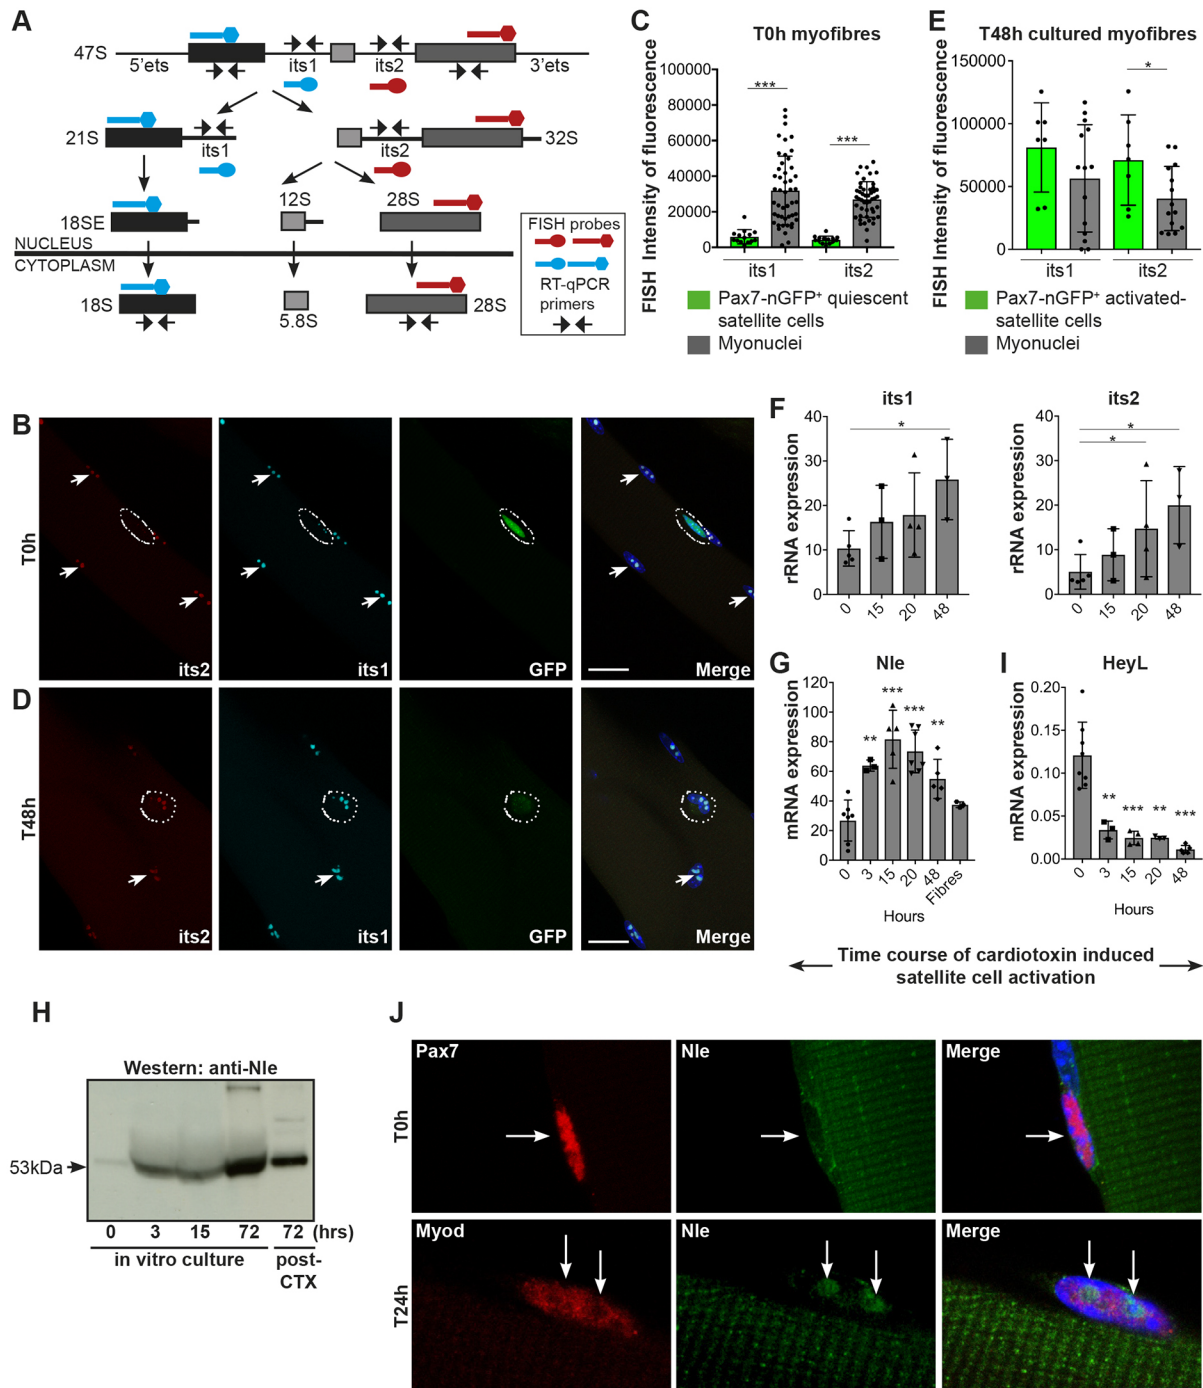 A
47S
5'ets
its1
its2
3'ets
21S
its1
its2
32S
12S
28S
18SE
NUCLEUS
CYTOPLASM
18S
5.8S
28S
FISH probes
RT-qPCR
primers
C
T0h myofibres
FISH Intensity of fluorescence
100000
80000
60000
40000
20000
0
***
***
its1
its2
Pax7-nGFP+ quiescent
satellite cells
Myonuclei
E
T48h cultured myofibres
FISH Intensity of fluorescence
150000
100000
50000
0
*
its1
its2
Pax7-nGFP+ activated-
satellite cells
Myonuclei
B
T0h
its2
its1
GFP
Merge
D
T48h
its2
its1
GFP
Merge
F
its1
rRNA expression
40
30
20
10
0
*
0 15 20 48
its2
rRNA expression
40
30
20
10
0
*
*
0 15 20 48
G
Nle
mRNA expression
120
100
80
60
40
20
0
** *** *** **
0 3 15 20 48 Fibres
Hours
I
HeyL
mRNA expression
0.20
0.15
0.10
0.05
0.00
** *** ** ***
0 3 15 20 48
Hours
Time course of cardiotoxin induced
satellite cell activation
H
Western: anti-Nle
53kDa
0 3 15 72 72 (hrs)
in vitro culture
post-
CTX
J
T0h
Pax7
Nle
Merge
T24h
Myod
Nle
Merge